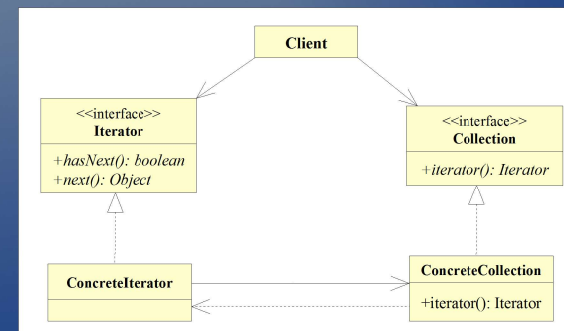 Client
<<interface>>
Iterator
+hasNext(): boolean
+next(): Object
<<interface>>
Collection
+iterator(): Iterator
ConcreteIterator
ConcreteCollection
+iterator(): Iterator